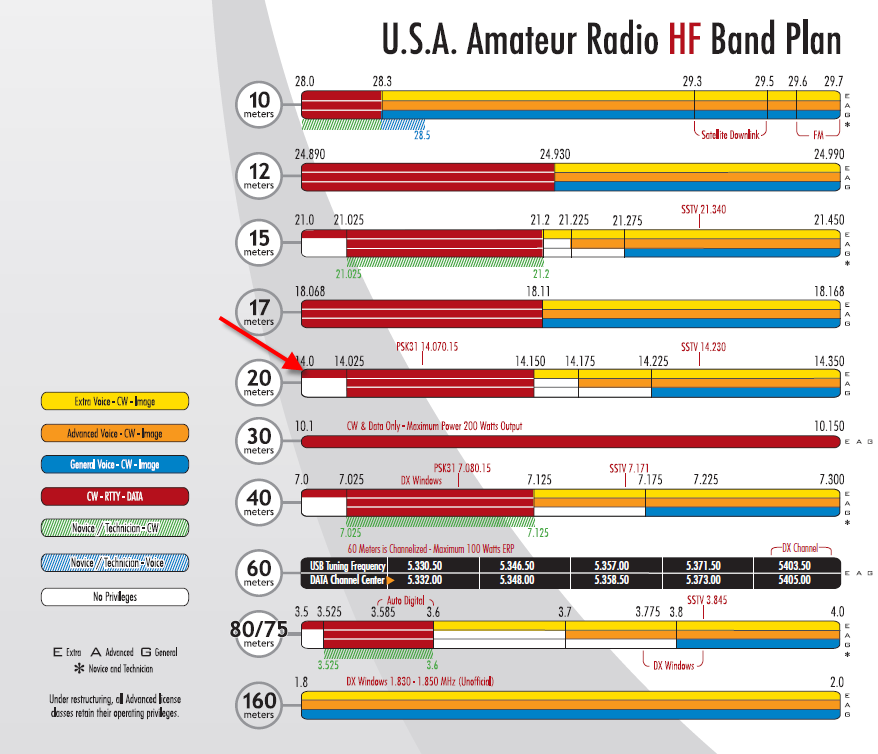 U.S.A. Amateur Radio HF Band Plan
28.0 28.3 29.3 29.5 29.6 29.7
10 meters
E
A
G
*
28.5
Satellite Downlink
FM
24.890 24.930 24.990
12 meters
E
A
G
SSTV 21.340
21.0 21.025 21.2 21.225 21.275 21.450
15 meters
E
A
G
*
21.025 21.2
18.068 18.11 18.168
17 meters
E
A
G
PSK31 14.070.15 SSTV 14.230
4.0 14.025 14.150 14.175 14.225 14.350
20 meters
E
A
G
10.1 CW & Data Only - Maximum Power 200 Watts Output 10.150
30 meters
E A G
PSK31 7.080.15 SSTV 7.171
7.0 7.025 DX Windows 7.125 7.175 7.225 7.300
40 meters
E
A
G
*
7.025 7.125
60 Meters is Channelized - Maximum 100 Watts ERP DX Channel
60 meters
USB Tuning Frequency 5.330.50 5.346.50 5.357.00 5.371.50 5403.50
DATA Channel Center 5.332.00 5.348.00 5.358.50 5.373.00 5405.00
E A G
Auto Digital SSTV 3.845
3.5 3.525 3.585 3.6 3.7 3.775 3.8 4.0
80/75 meters
E
A
G
*
3.525 3.6
DX Windows
1.8 DX Windows 1.830 - 1.850 MHz (Unofficial) 2.0
160 meters
E
A
G
Extra Voice - CW - Image
Advanced Voice - CW - Image
General Voice - CW - Image
CW - RTTY - DATA
Novice / Technician - CW
Novice / Technician - Voice
No Privileges
E Extra A Advanced G General
* Novice and Technician
Under restructuring, all Advanced license
classes retain their operating privileges.